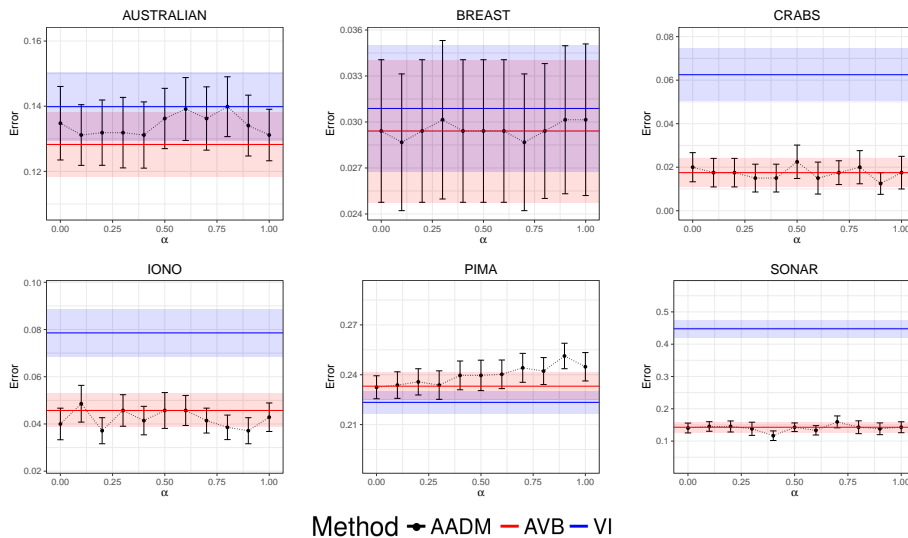 AUSTRALIAN
Error
0.16
0.14
0.12
0.00 0.25 0.50 0.75 1.00
α
BREAST
Error
0.036
0.033
0.030
0.027
0.024
0.00 0.25 0.50 0.75 1.00
α
CRABS
Error
0.08
0.06
0.04
0.02
0.00
0.00 0.25 0.50 0.75 1.00
α
IONO
Error
0.10
0.08
0.06
0.04
0.02
0.00 0.25 0.50 0.75 1.00
α
PIMA
Error
0.27
0.24
0.21
0.00 0.25 0.50 0.75 1.00
α
SONAR
Error
0.5
0.4
0.3
0.2
0.1
0.00 0.25 0.50 0.75 1.00
α
Method AADM AVB VI